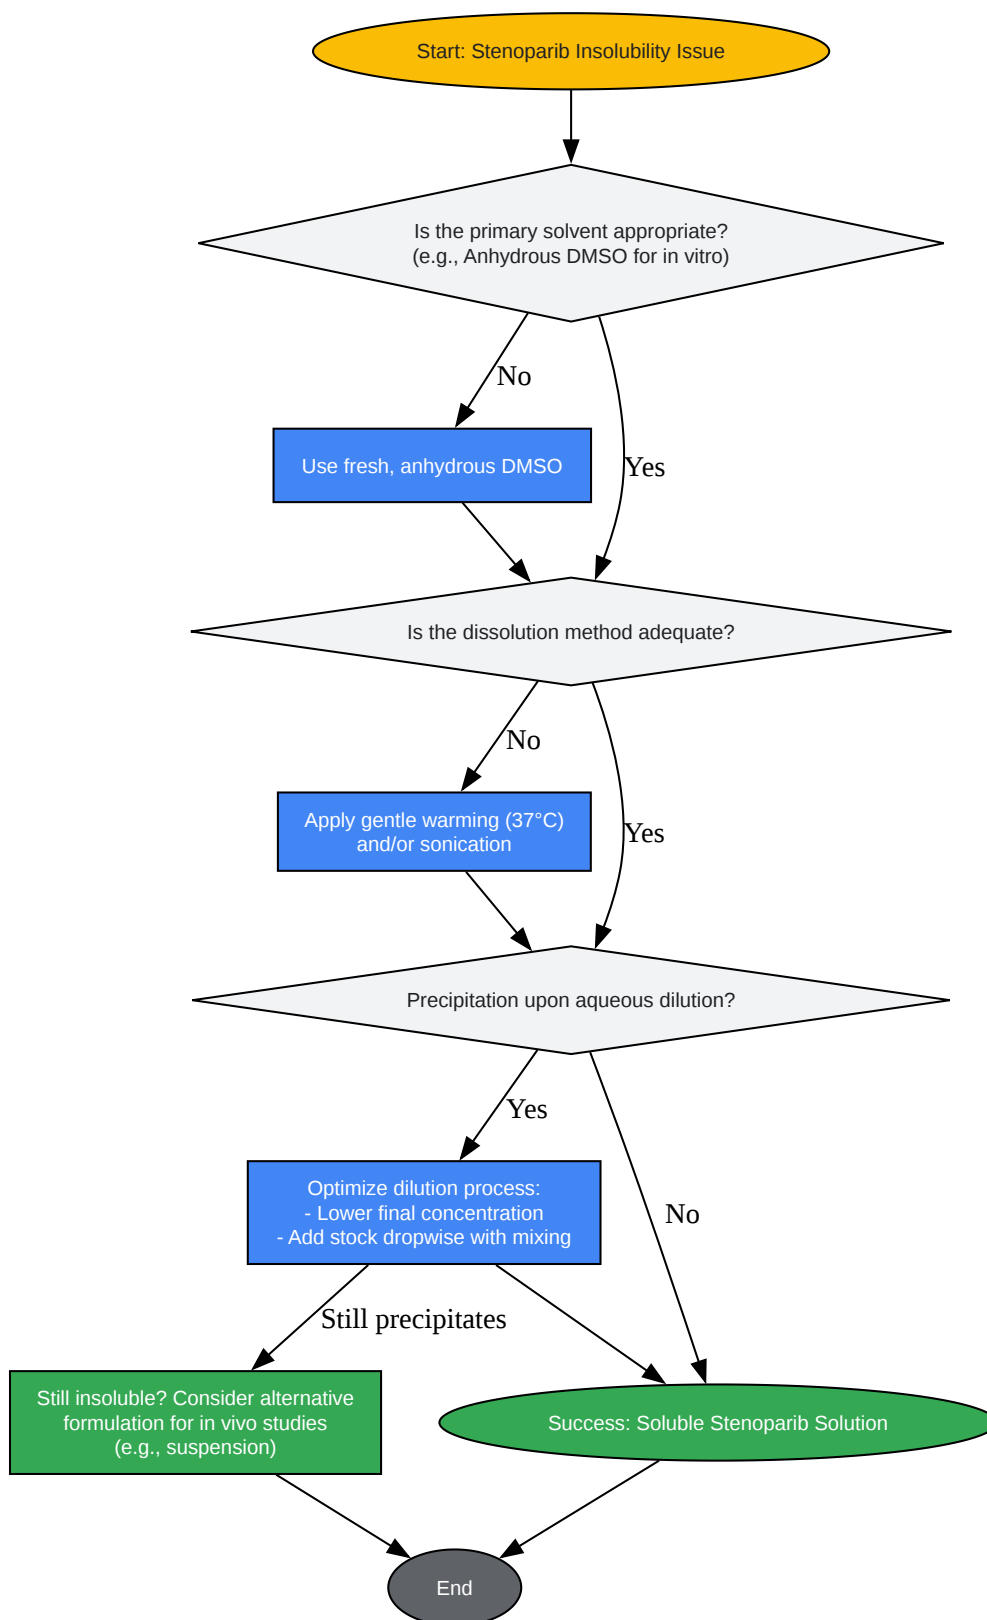 Start: Stenoparib Insolubility Issue
Is the primary solvent appropriate?
(e.g., Anhydrous DMSO for in vitro)
No
Use fresh, anhydrous DMSO
Yes
Is the dissolution method adequate?
No
Apply gentle warming (37°C)
and/or sonication
Yes
Precipitation upon aqueous dilution?
Yes
Optimize dilution process:
- Lower final concentration
- Add stock dropwise with mixing
No
Still precipitates
Still insoluble? Consider alternative
formulation for in vivo studies
(e.g., suspension)
Success: Soluble Stenoparib Solution
End